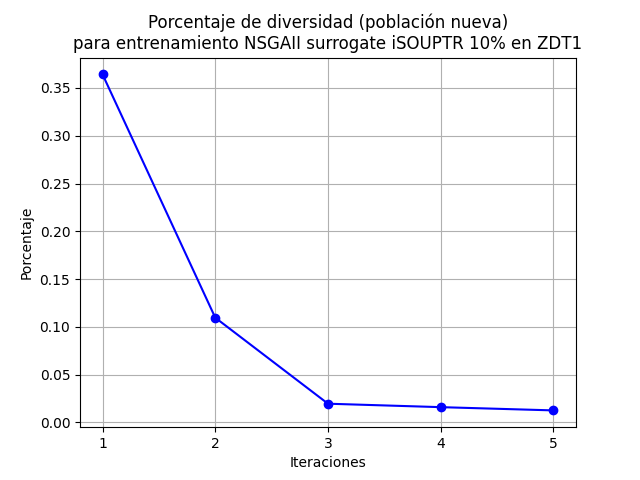 Porcentaje de diversidad (población nueva)
para entrenamiento NSGAII surrogate iSOUPTR 10% en ZDT1
0.35
0.30
0.25
0.20
0.15
0.10
0.05
0.00
Porcentaje
1 2 3 4 5
Iteraciones